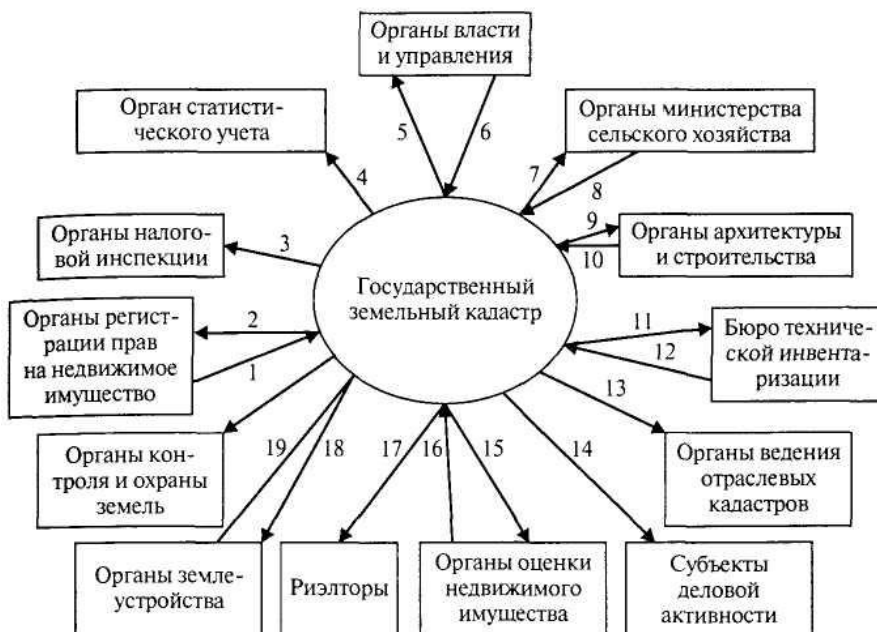 Органы власти
и управления
Орган статисти-
ческого учета
5
6
Органы министерства
сельского хозяйства
4
7
8
Органы налого-
вой инспекции
3
9
10
Органы архитектуры
и строительства
Государственный
земельный кадастр
Органы регист-
рации прав
на недвижимое
имущество
2
1
11
12
Бюро техниче-
ской инвента-
ризации
13
Органы кон-
троля и охраны
земель
19
18
17
16
15
14
Органы ведения
отраслевых
кадастров
Органы земле-
устройства
Риэлторы
Органы оценки
недвижимого
имущества
Субъекты
деловой
активности